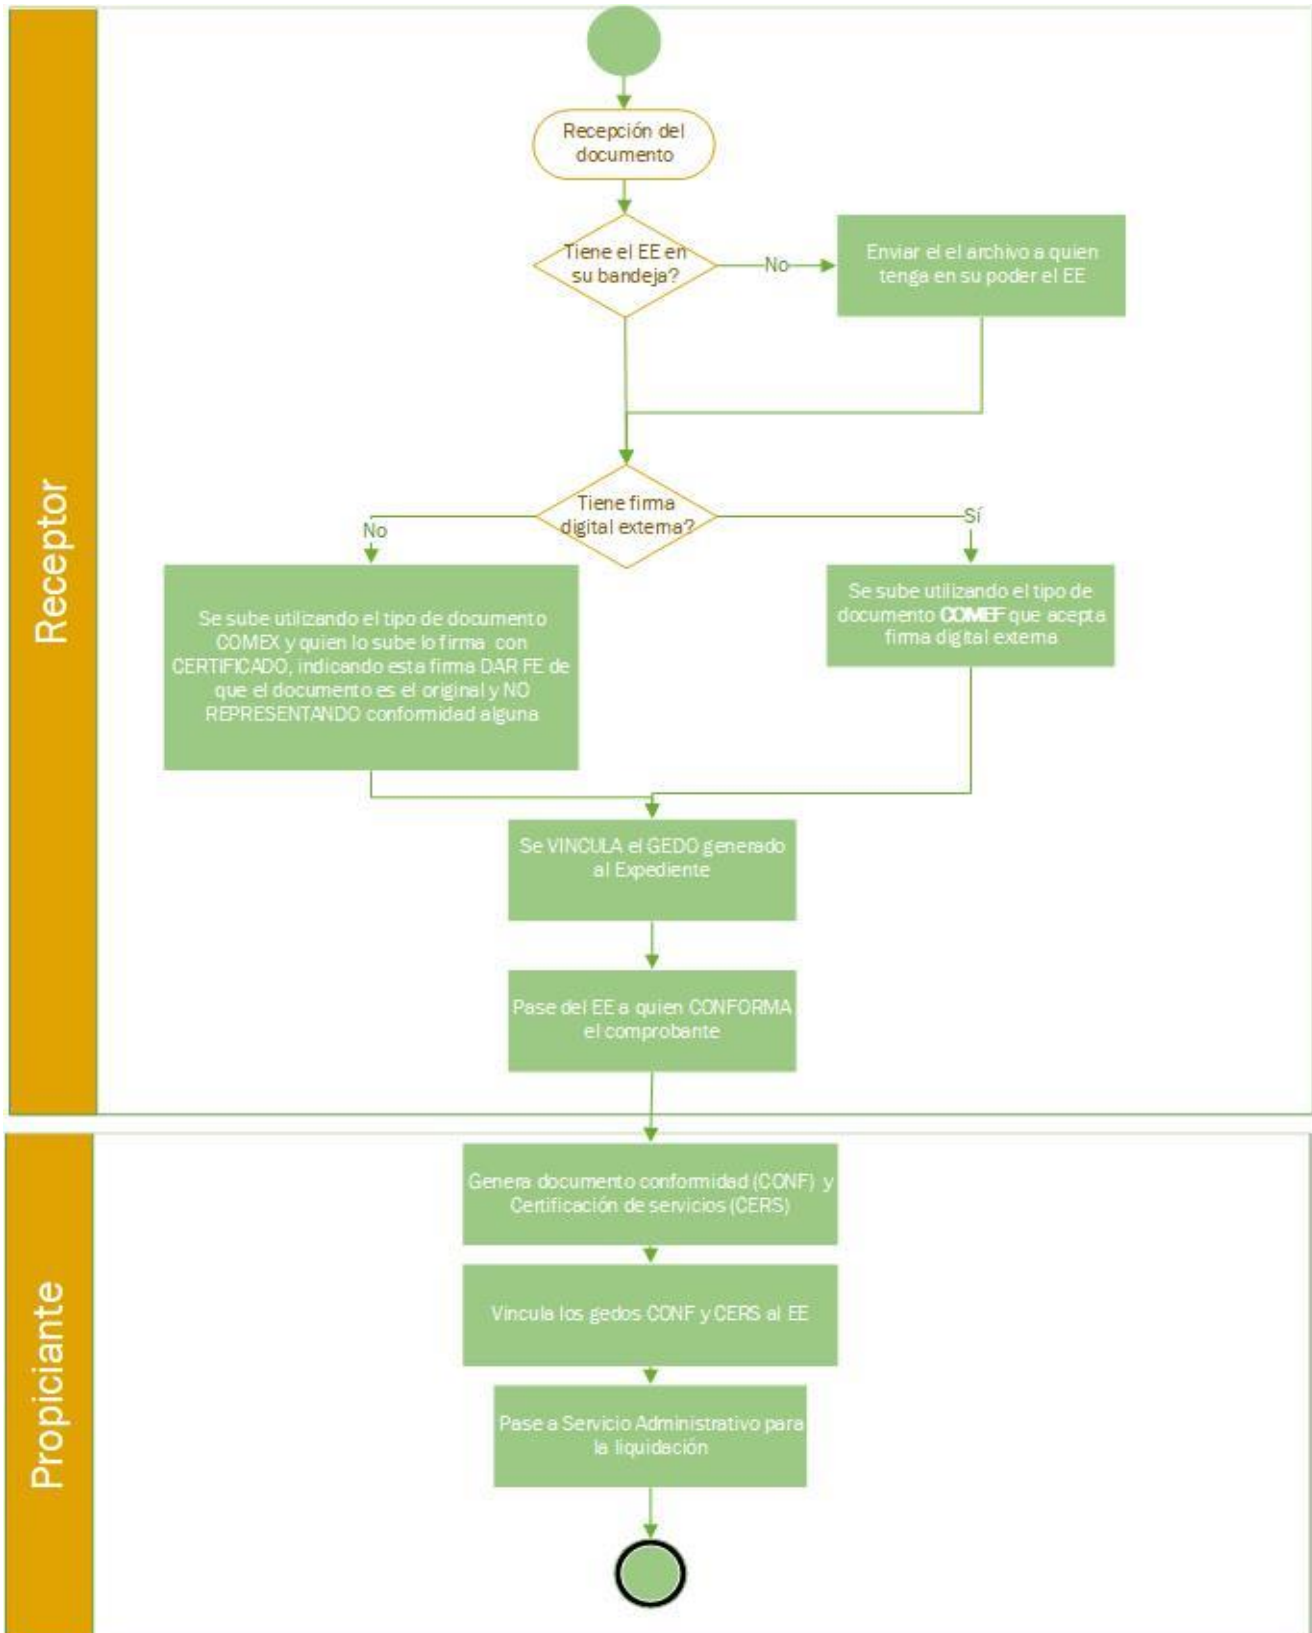 Receptor
Recepción del
documento
Tiene el EE en
su bandeja?
No
Enviar el el archivo a quien
tenga en su poder el EE
Tiene firma
digital externa?
No
Sí
Se sube utilizando el tipo de documento
COMEX y quien lo sube lo firma con
CERTIFICADO, indicando esta firma DAR FE de
que el documento es el original y NO
REPRESENTANDO conformidad alguna
Se sube utilizando el tipo de
documento COMEF que acepta
firma digital externa
Se VINCULA el GEDO generado
al Expediente
Pase del EE a quien CONFORMA
el comprobante
Propiciante
Genera documento conformidad (CONF) y
Certificación de servicios (CERS)
Vincula los gedos CONF y CERS al EE
Pase a Servicio Administrativo para
la liquidación